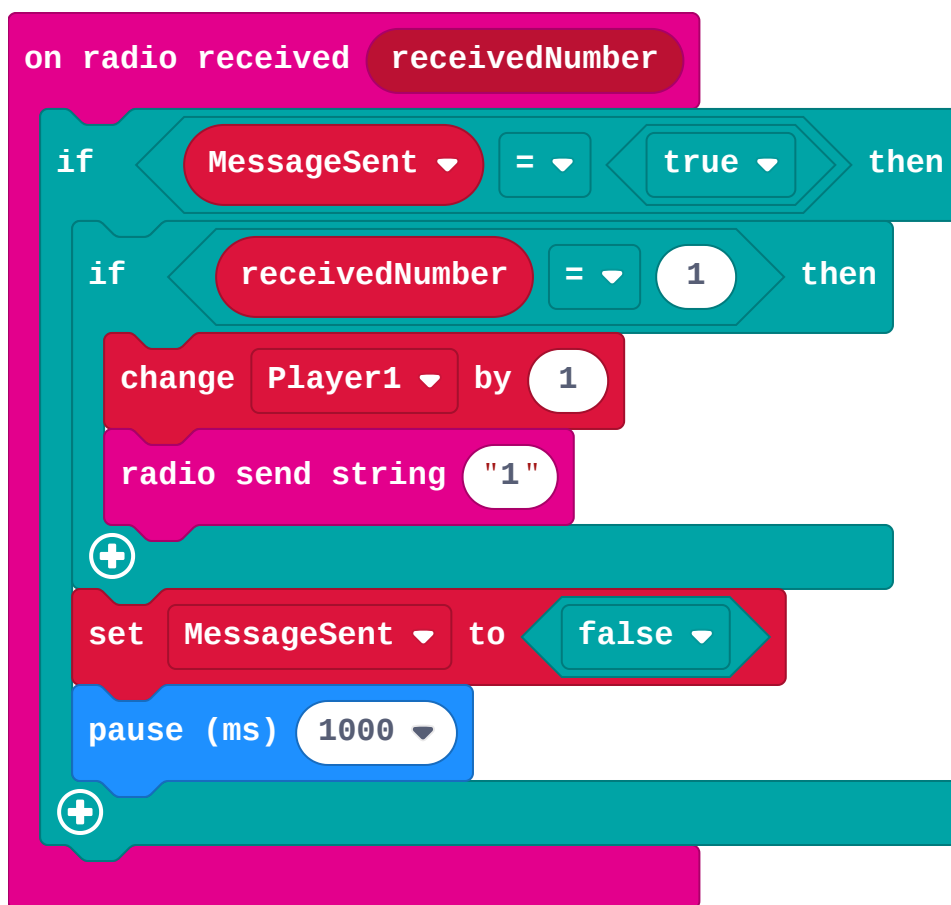 on radio received receivedNumber
if MessageSent = true then
if receivedNumber = 1 then
change Player1 by 1
radio send string "1"
set MessageSent to false
pause (ms) 1000